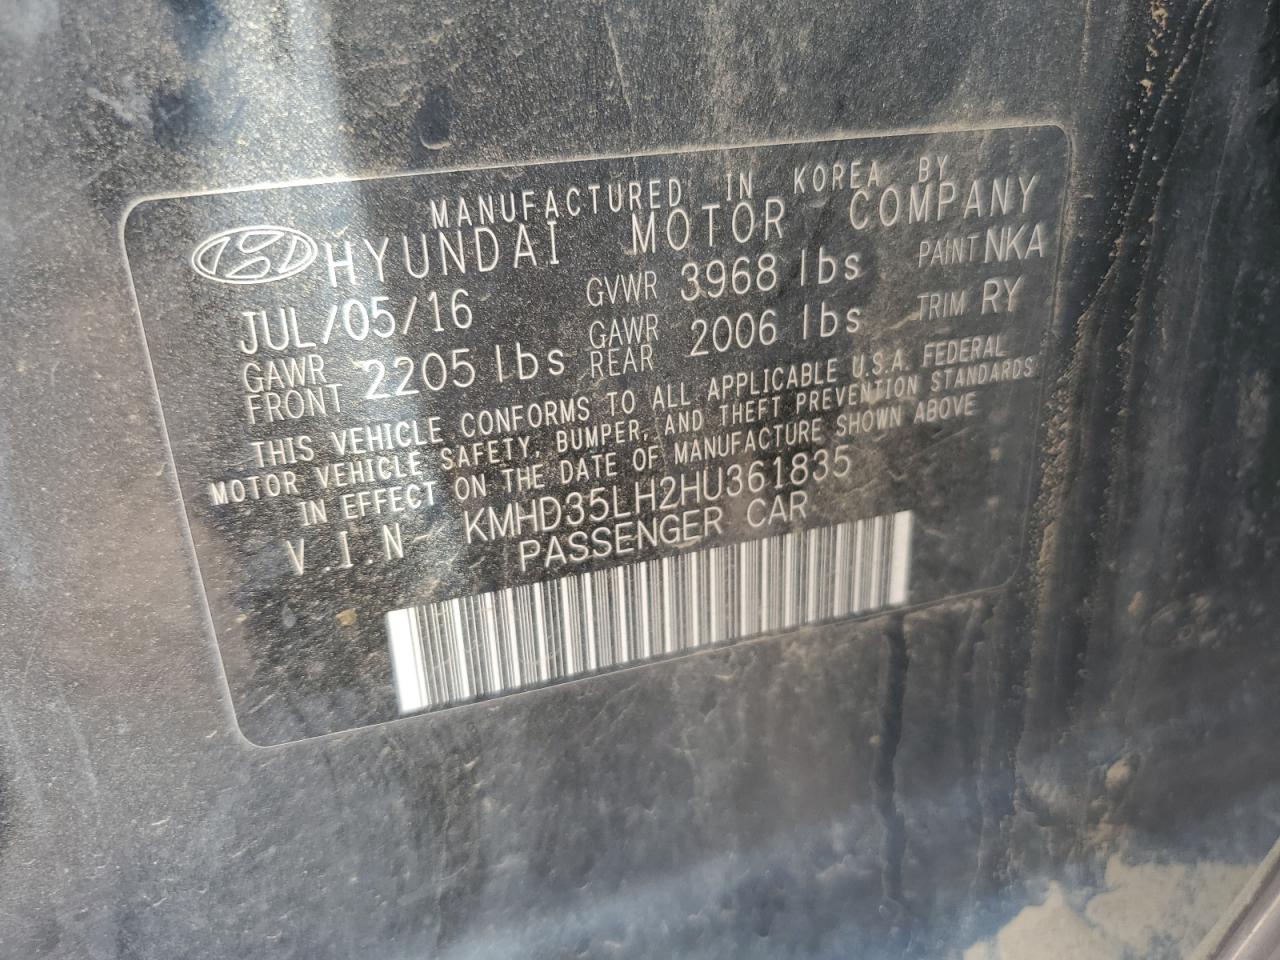 MANUFACTURED IN KOREA BY
HYUNDAI MOTOR COMPANY
JUL/05/16 GVWR 3968 lbs PAINT NKA
GAWR FRONT 2205 lbs GAWR REAR 2006 lbs TRIM RY
THIS VEHICLE CONFORMS TO ALL APPLICABLE U.S.A. FEDERAL
MOTOR VEHICLE SAFETY, BUMPER, AND THEFT PREVENTION STANDARDS
IN EFFECT ON THE DATE OF MANUFACTURE SHOWN ABOVE
V.I.N KMHD35LH2HU361835
PASSENGER CAR